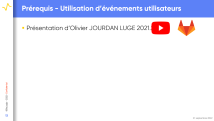 Prérequis - Utilisation d'événements utilisateurs
• Présentation d'Olivier JOURDAN LUGE 2021